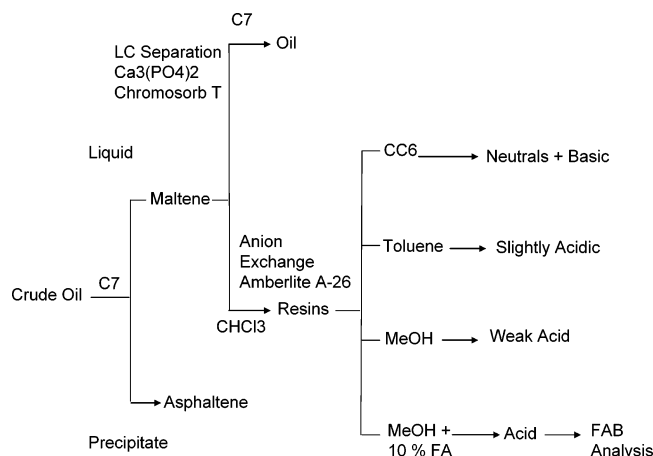 C7
Oil
LC Separation
Ca3(PO4)2
Chromosorb T
Liquid
CC6
Neutrals + Basic
Maltene
Anion
Exchange
Amberlite A-26
Toluene
Slightly Acidic
C7
Crude Oil
Resins
CHCl3
MeOH
Weak Acid
Asphaltene
Precipitate
MeOH +
10 % FA
Acid
FAB
Analysis